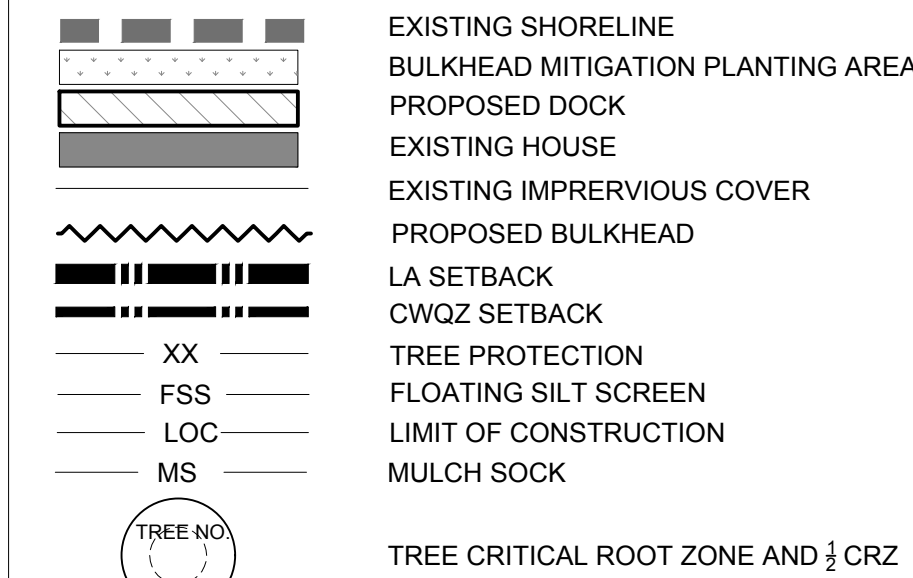 EXISTING SHORELINE
BULKHEAD MITIGATION PLANTING AREA
PROPOSED DOCK
EXISTING HOUSE
EXISTING IMPRERVIOUS COVER
PROPOSED BULKHEAD
LA SETBACK
CWQZ SETBACK
XX TREE PROTECTION
FSS FLOATING SILT SCREEN
LOC LIMIT OF CONSTRUCTION
MS MULCH SOCK
TREE NO.
TREE CRITICAL ROOT ZONE AND ½ CRZ